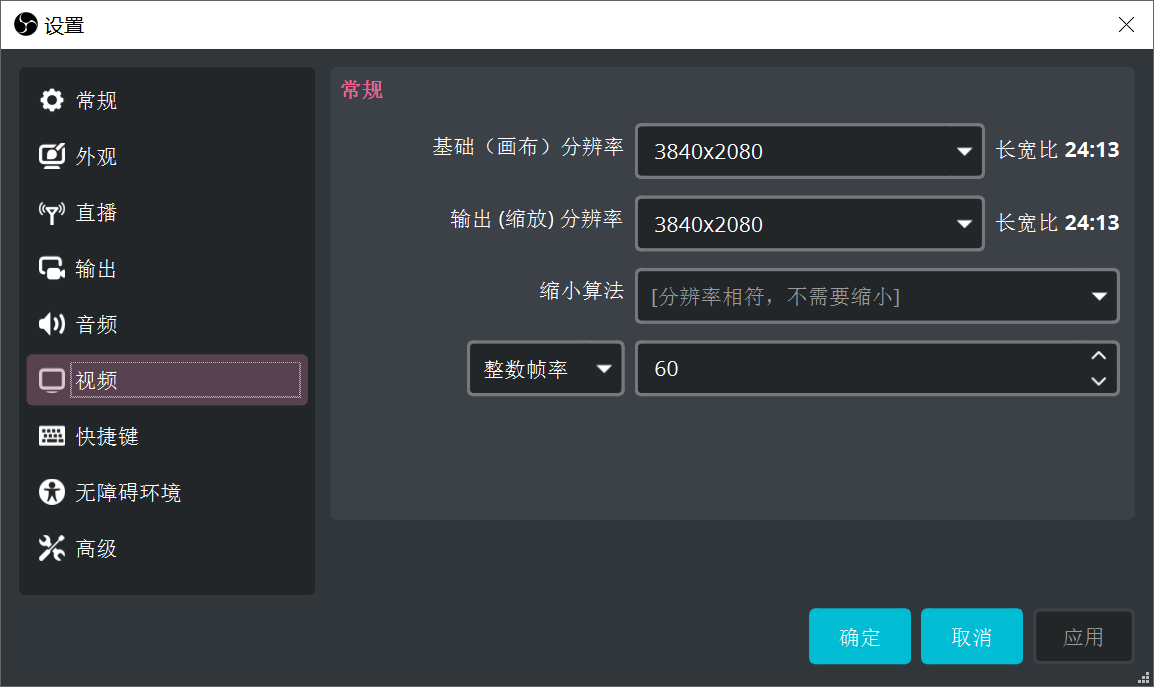 设置
常规
外观
直播
输出
音频
视频
快捷键
无障碍环境
高级
常规
基础（画布）分辨率 3840x2080 长宽比 24:13
输出 (缩放) 分辨率 3840x2080 长宽比 24:13
缩小算法 [分辨率相符，不需要缩小]
整数帧率 60
确定 取消 应用